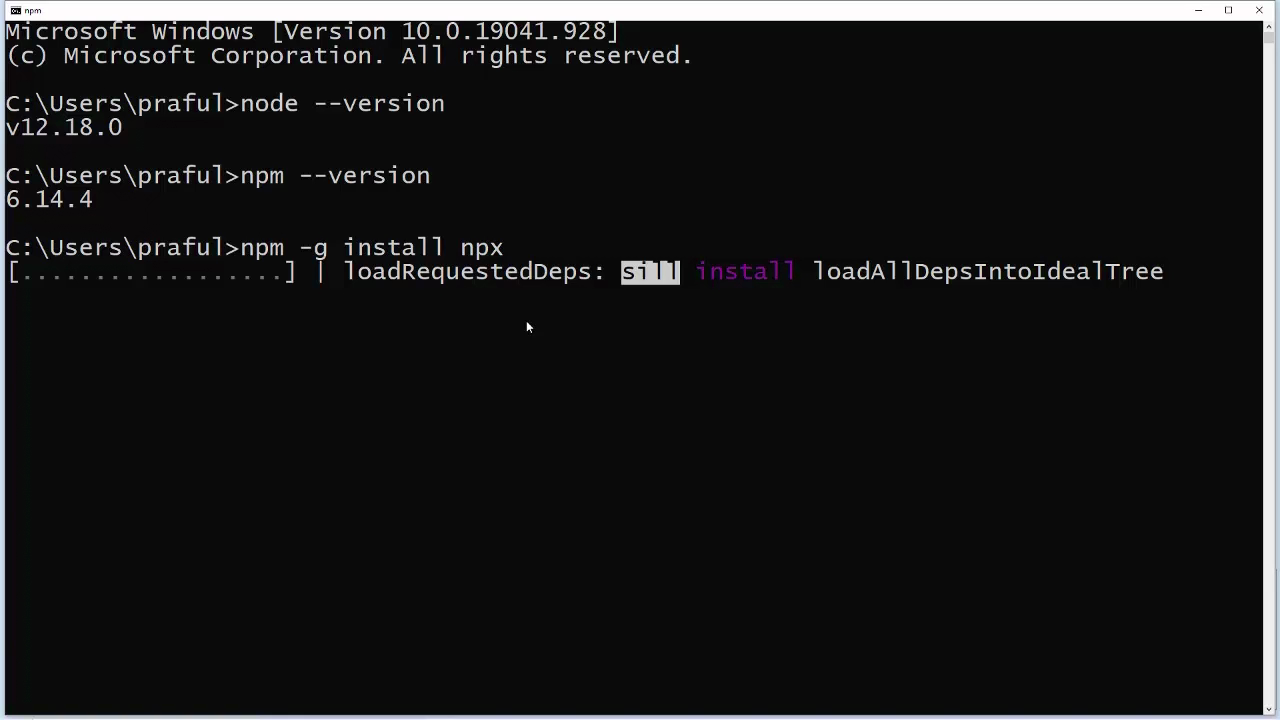 npm
Microsoft Windows [Version 10.0.19041.928]
(c) Microsoft Corporation. All rights reserved.
C:\Users\praful>node --version
v12.18.0
C:\Users\praful>npm --version
6.14.4
C:\Users\praful>npm -g install npx
[..................] | loadRequestedDeps: sill install loadAllDepsIntoIdealTree